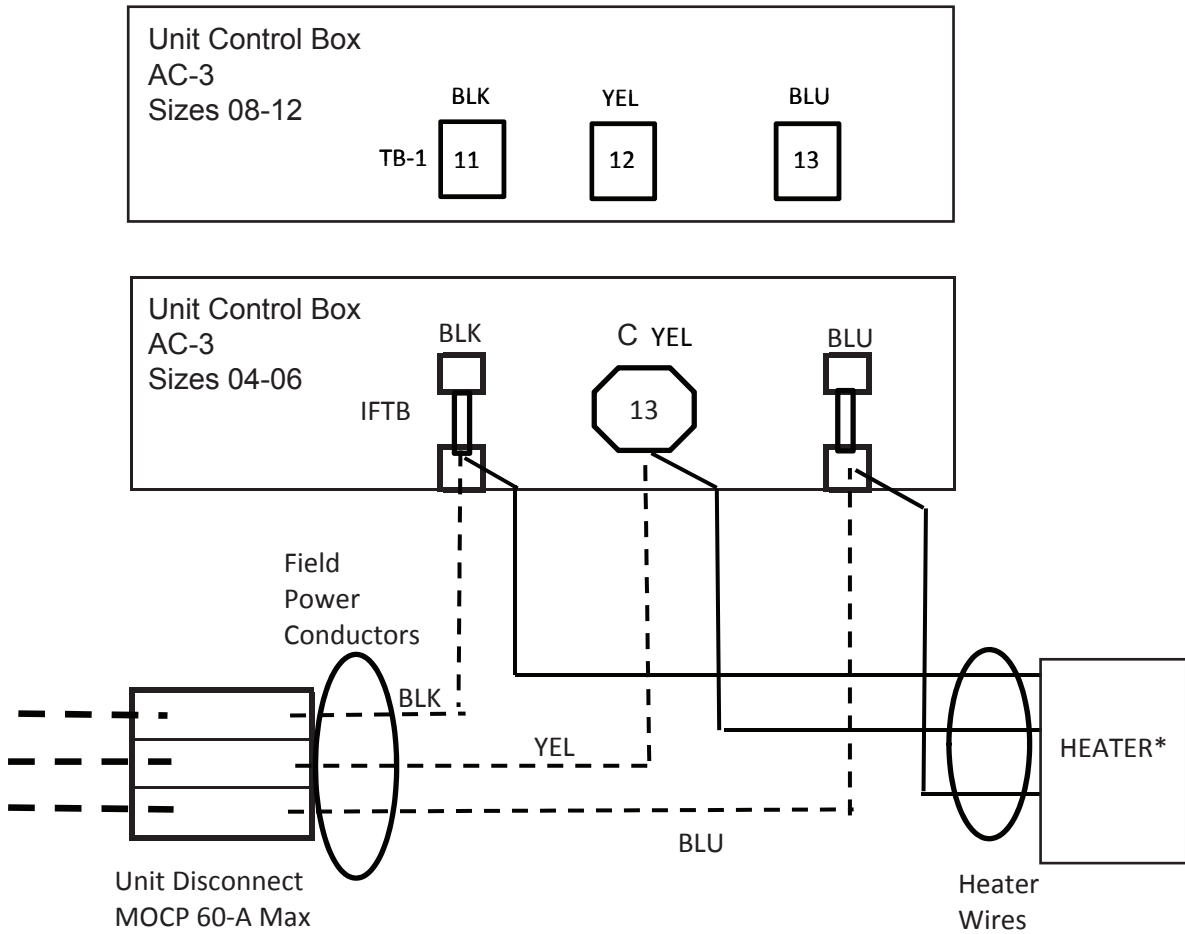 Unit Control Box
AC-3
Sizes 08-12
BLK YEL BLU
TB-1 11 12 13
Unit Control Box
AC-3
Sizes 04-06
BLK C YEL BLU
IFTB 13
Field
Power
Conductors
BLK
YEL
BLU
HEATER*
Unit Disconnect
MOCP 60-A Max
Heater
Wires